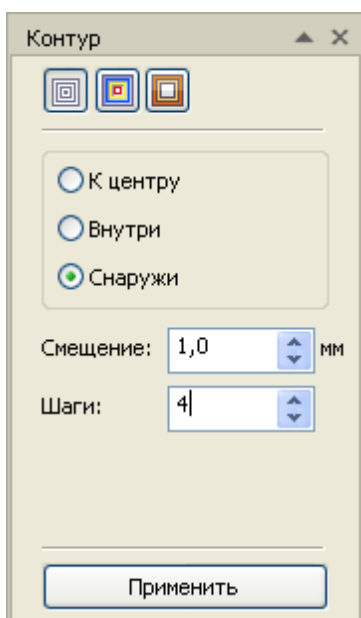 Контур
К центру
Внутри
Снаружи
Смещение: 1,0 мм
Шаги: 4
Применить